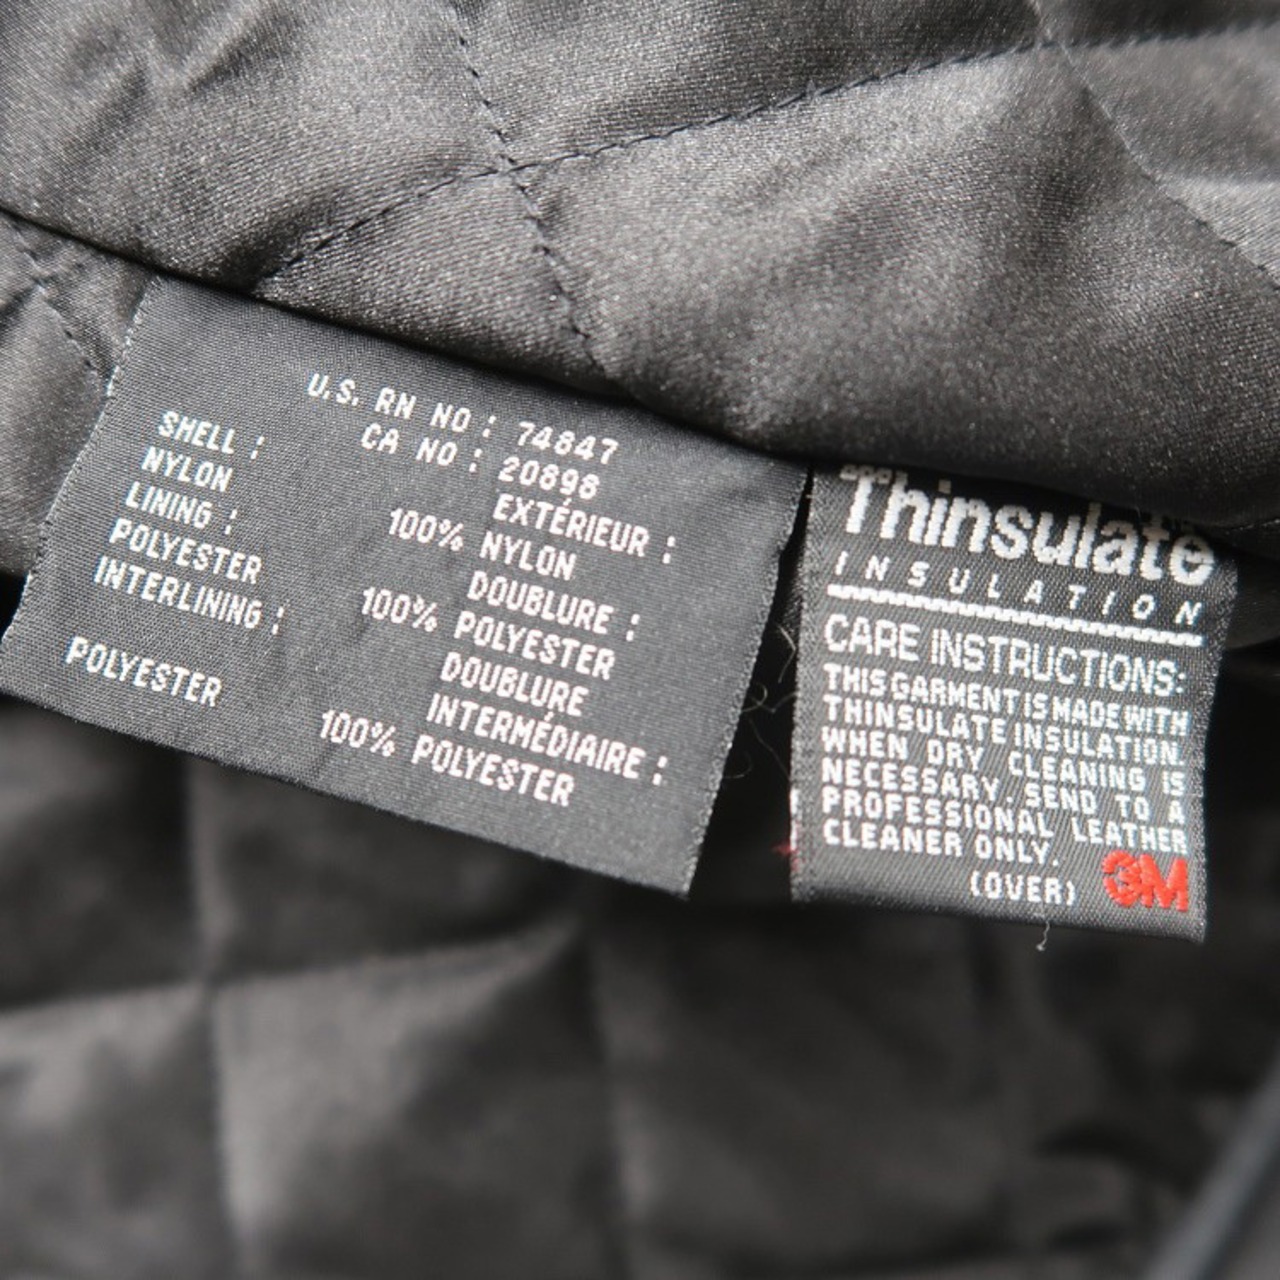 U.S. RN NO : 74847
CA NO : 20898
SHELL : EXTÉRIEUR :
NYLON 100% NYLON
LINING : DOUBLURE :
POLYESTER 100% POLYESTER
INTERLINING : DOUBLURE
INTERMÉDIAIRE :
POLYESTER 100% POLYESTER
Thinsulate
INSULATION
CARE INSTRUCTIONS:
THIS GARMENT IS MADE WITH
THINSULATE INSULATION.
WHEN DRY CLEANING IS
NECESSARY. SEND TO A
PROFESSIONAL LEATHER
CLEANER ONLY.
(OVER) 3M